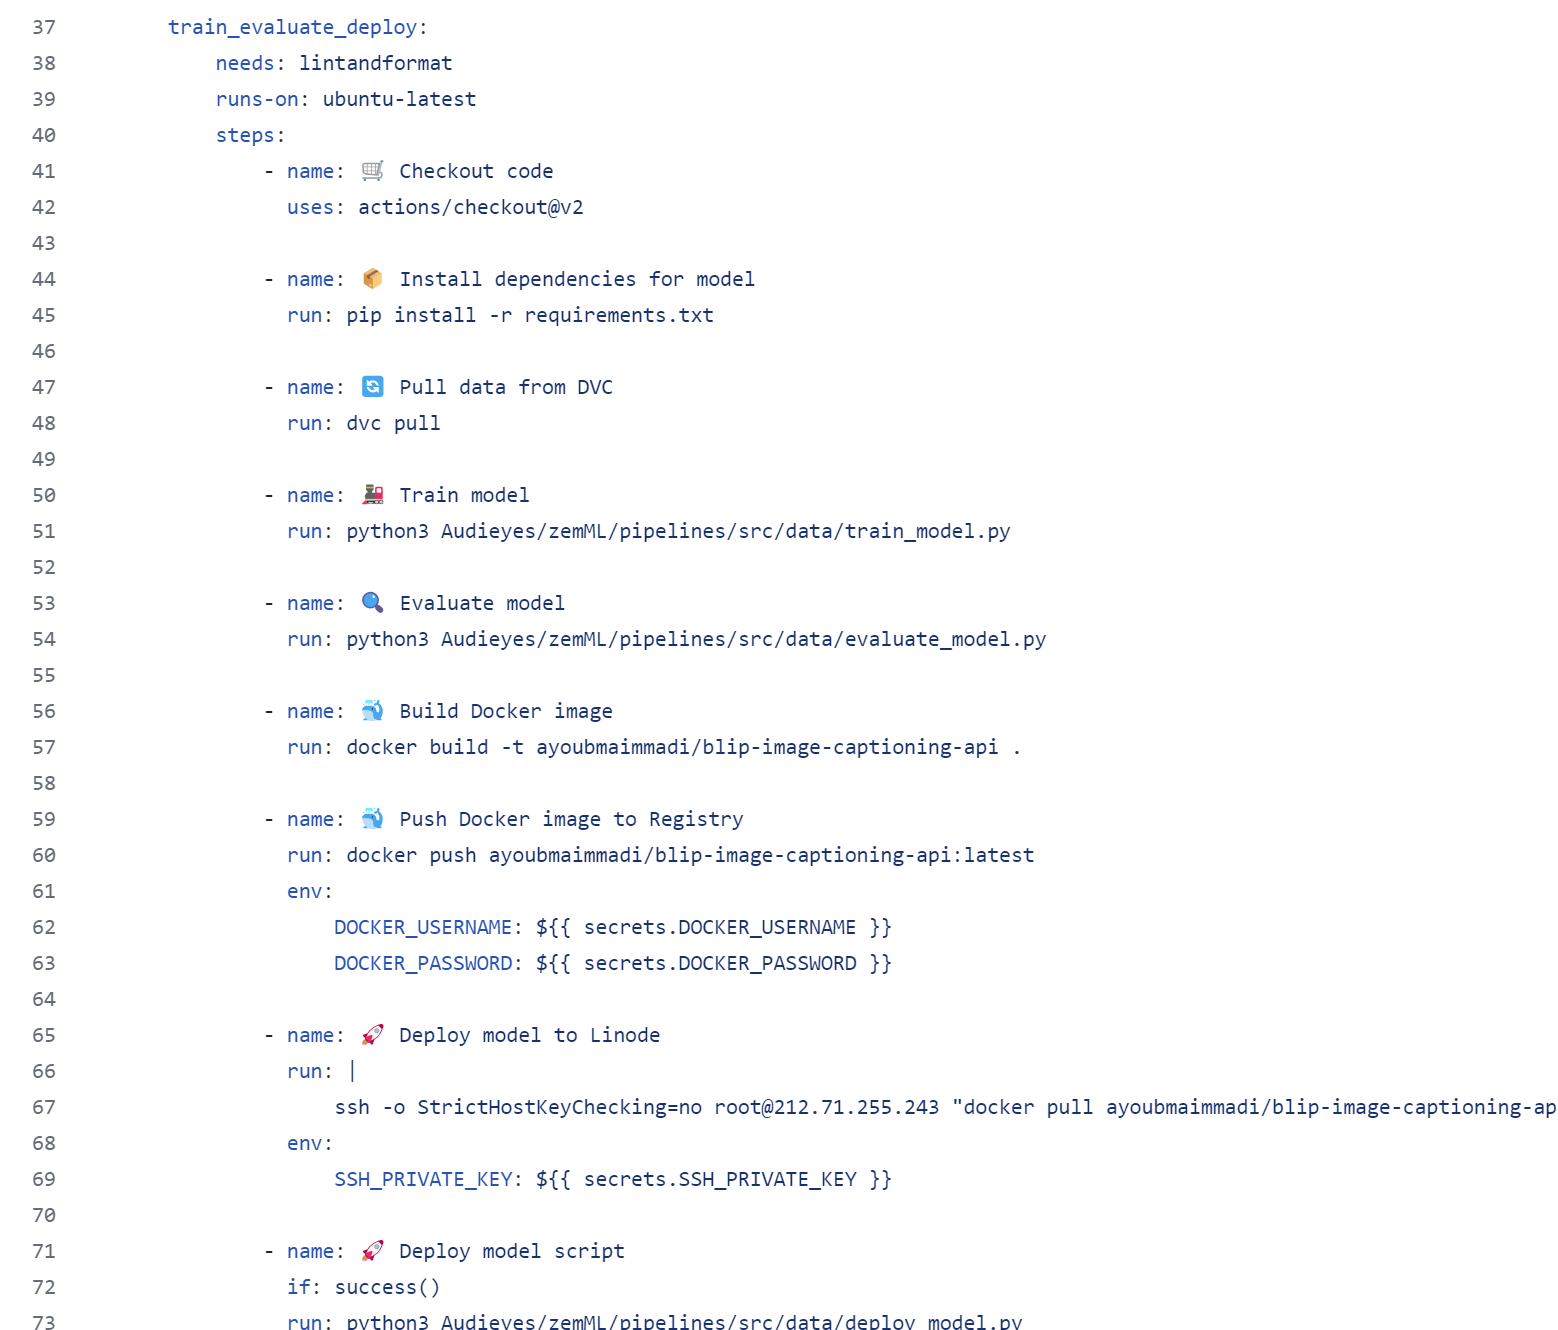 37 train_evaluate_deploy:
38 needs: lintandformat
39 runs-on: ubuntu-latest
40 steps:
41 - name: 🛒 Checkout code
42 uses: actions/checkout@v2
43
44 - name: 📦 Install dependencies for model
45 run: pip install -r requirements.txt
46
47 - name: 🔄 Pull data from DVC
48 run: dvc pull
49
50 - name: 🚂 Train model
51 run: python3 Audieyes/zemML/pipelines/src/data/train_model.py
52
53 - name: 🔍 Evaluate model
54 run: python3 Audieyes/zemML/pipelines/src/data/evaluate_model.py
55
56 - name: 🐳 Build Docker image
57 run: docker build -t ayoubmaimmadi/blip-image-captioning-api .
58
59 - name: 🐳 Push Docker image to Registry
60 run: docker push ayoubmaimmadi/blip-image-captioning-api:latest
61 env:
62 DOCKER_USERNAME: ${{ secrets.DOCKER_USERNAME }}
63 DOCKER_PASSWORD: ${{ secrets.DOCKER_PASSWORD }}
64
65 - name: 🚀 Deploy model to Linode
66 run: |
67 ssh -o StrictHostKeyChecking=no root@212.71.255.243 "docker pull ayoubmaimmadi/blip-image-captioning-ap
68 env:
69 SSH_PRIVATE_KEY: ${{ secrets.SSH_PRIVATE_KEY }}
70
71 - name: 🚀 Deploy model script
72 if: success()
73 run: python3 Audieyes/zemML/pipelines/src/data/deploy_model.py